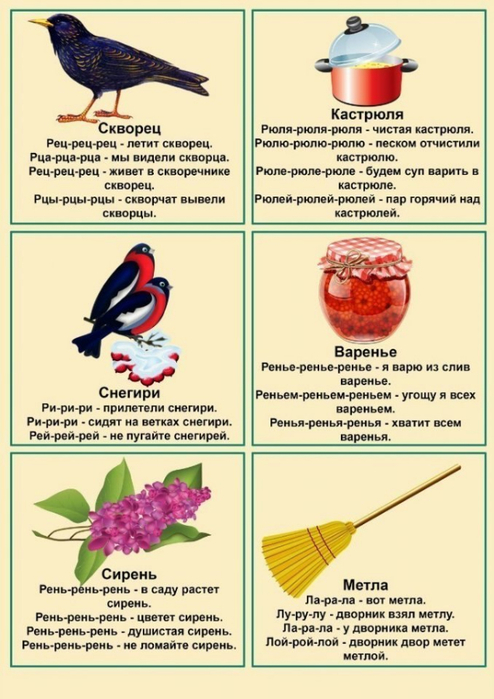 Скворец
Рец-рец-рец - летит скворец.
Рца-рца-рца - мы видели скворца.
Рец-рец-рец - живет в скворечнике
скворец.
Рцы-рцы-рцы - скворчат вывели
скворцы.
Кастрюля
Рюля-рюля-рюля - чистая кастрюля.
Рюлю-рюлю-рюлю - песком отчистили
кастрюлю.
Рюле-рюле-рюле - будем суп варить в
кастрюле.
Рюлей-рюлей-рюлей - пар горячий над
кастрюлей.
Снегири
Ри-ри-ри - прилетели снегири.
Ри-ри-ри - сидят на ветках снегири.
Рей-рей-рей - не пугайте снегирей.
Варенье
Ренье-ренье-ренье - я варю из слив
варенье.
Реньем-реньем-реньем - угощу я всех
вареньем.
Ренья-ренья-ренья - хватит всем
варенья.
Сирень
Рень-рень-рень - в саду растет
сирень.
Рень-рень-рень - цветет сирень.
Рень-рень-рень - душистая сирень.
Рень-рень-рень - не ломайте сирень.
Метла
Ла-ра-ла - вот метла.
Лу-ру-лу - дворник взял метлу.
Ла-ра-ла - у дворника метла.
Лой-рой-лой - дворник двор метет
метлой.